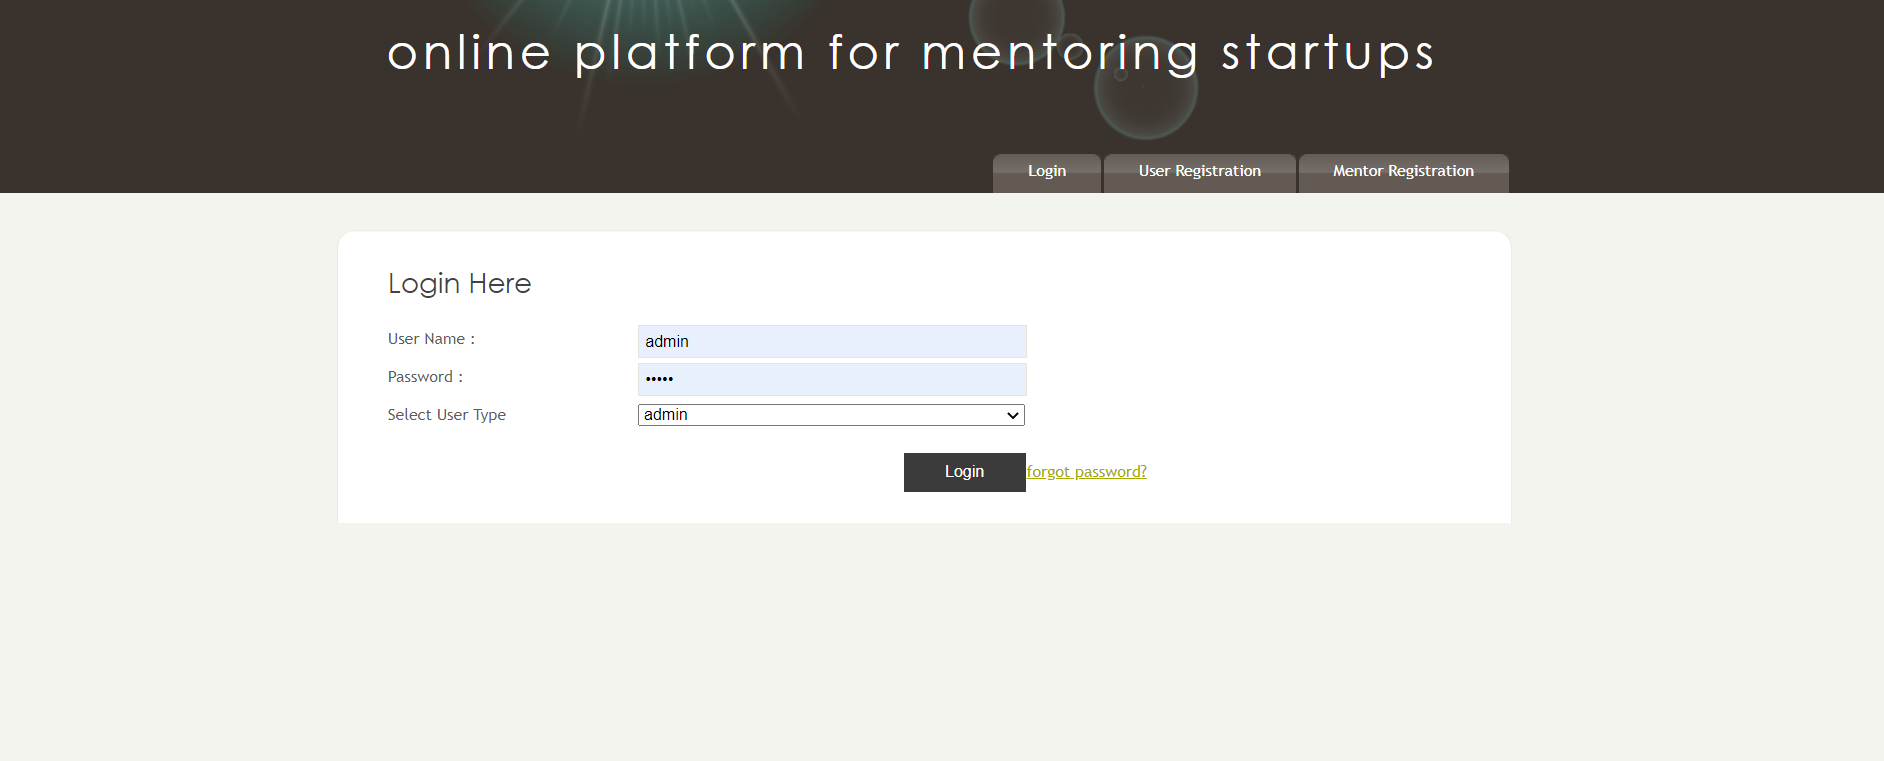 online platform for mentoring startups
Login User Registration Mentor Registration
Login Here
User Name : admin
Password : •••••
Select User Type admin
Login forgot password?